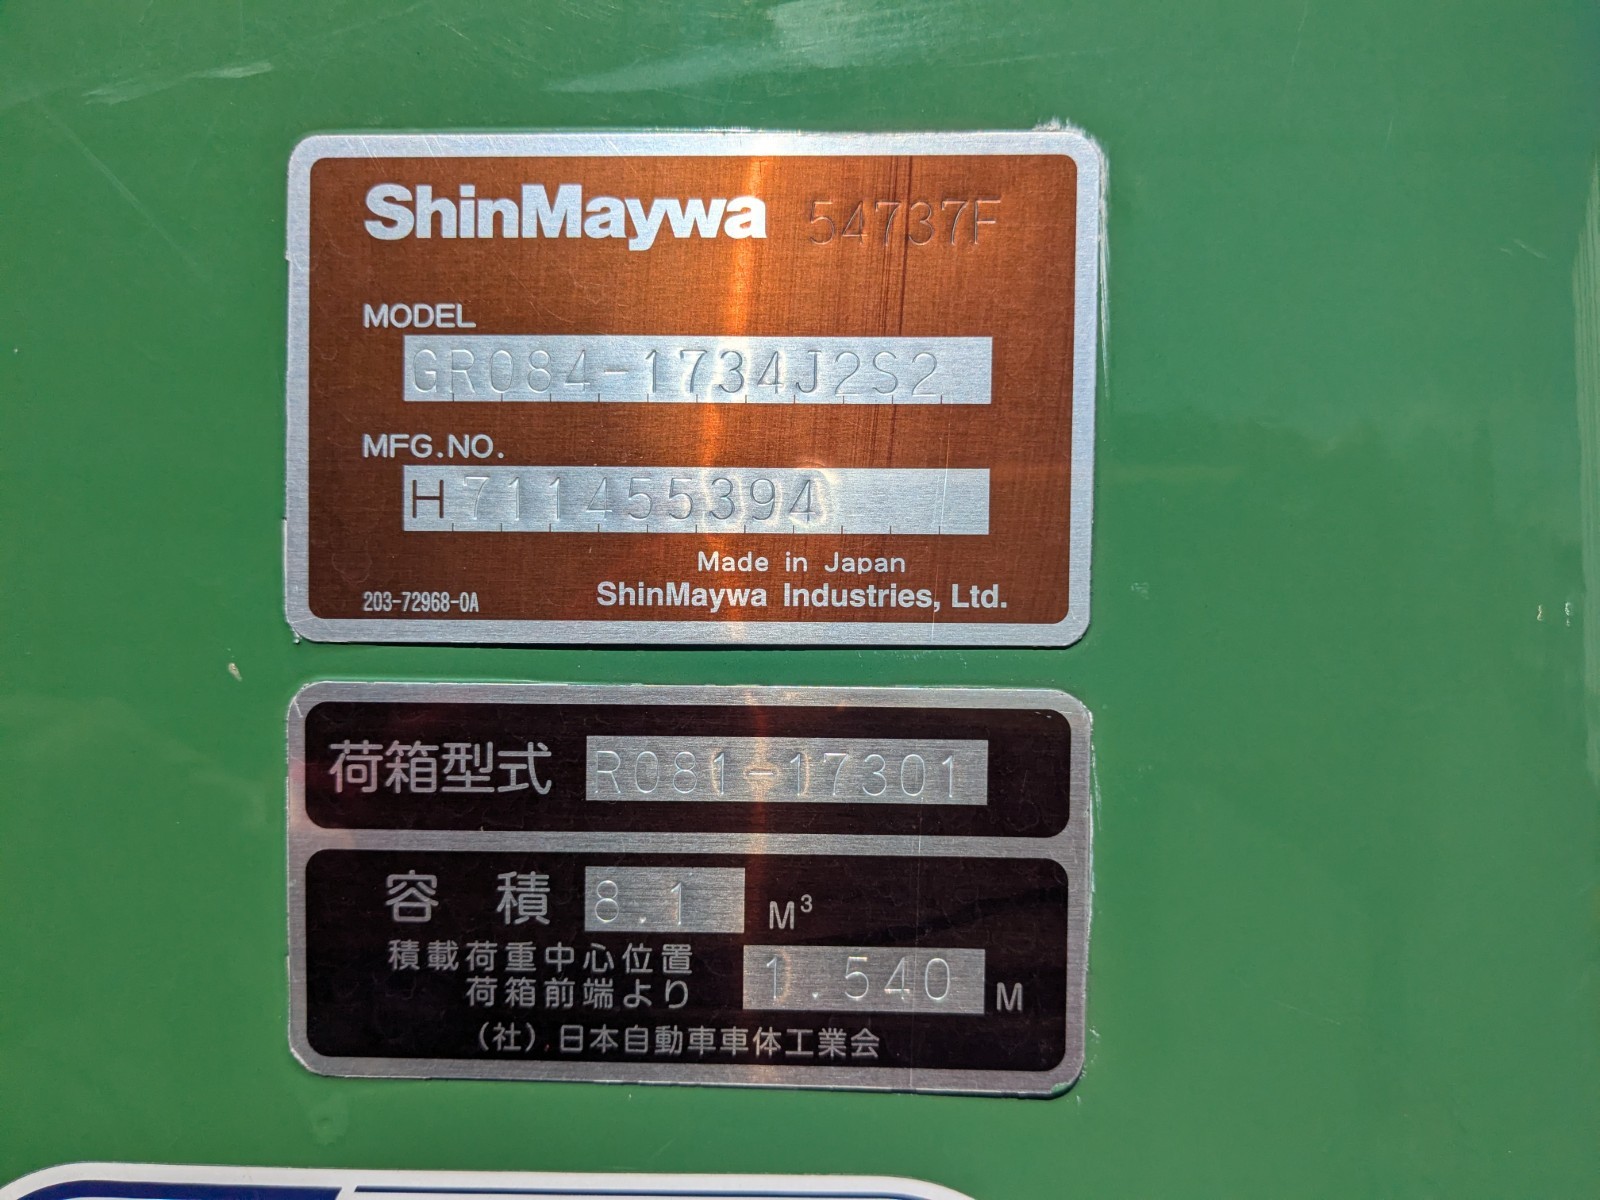 ShinMaywa 54737F
MODEL
GR084-1734J2S2
MFG.NO.
H711455394
Made in Japan
203-72968-0A ShinMaywa Industries, Ltd.
荷箱型式 R081-17301
容積 8.1 M³
積載荷重中心位置
荷箱前端より 1.540 M
(社)日本自動車車体工業会